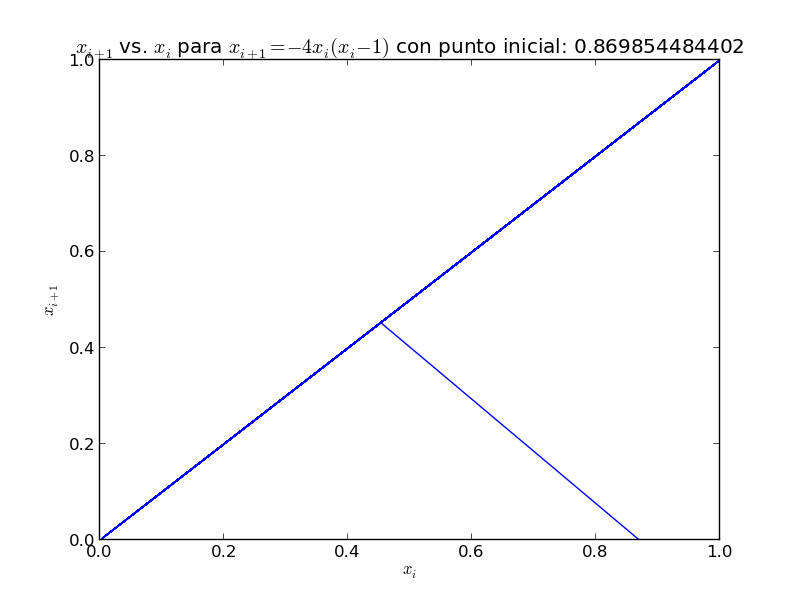 $x_{i+1}$ vs. $x_i$ para $x_{i+1}=-4x_i(x_i-1)$ con punto inicial: 0.869854484402
1.0
0.8
0.6
0.4
0.2
0.0
$x_{i+1}$
0.0 0.2 0.4 0.6 0.8 1.0
$x_i$